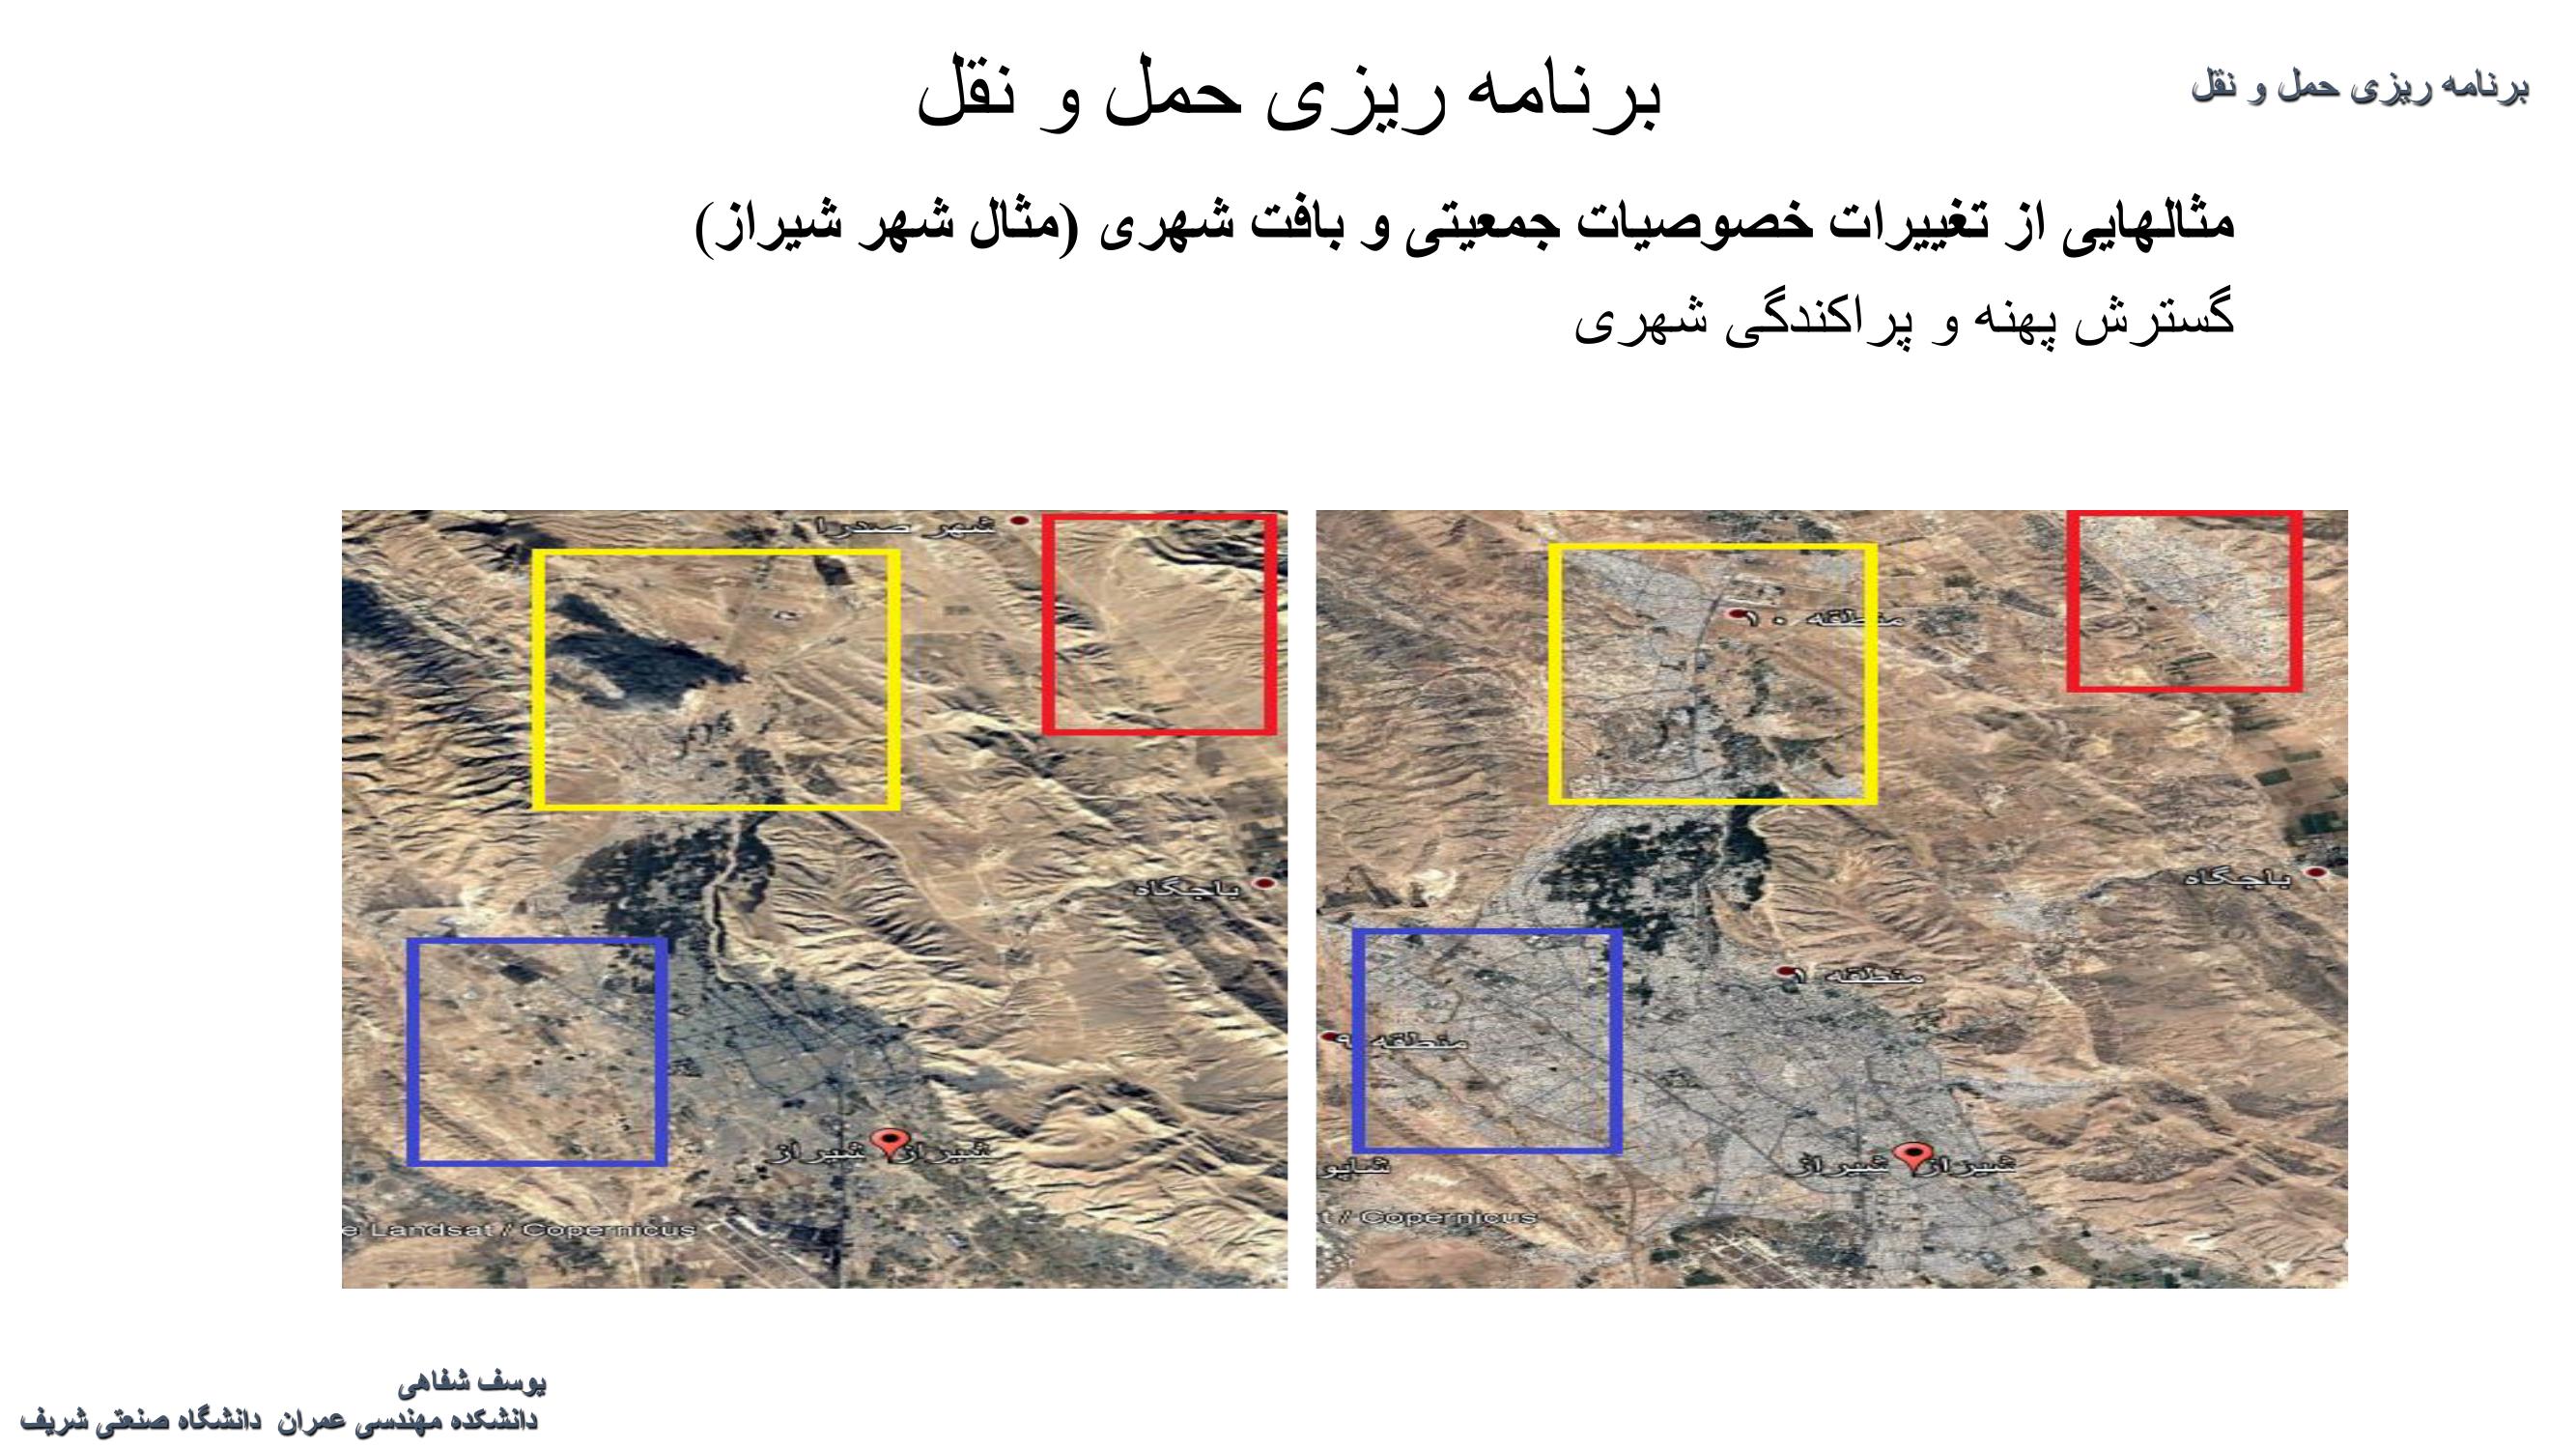 برنامه ریزی حمل و نقل
برنامه ریزی حمل و نقل
مثالهایی از تغییرات خصوصیات جمعیتی و بافت شهری (مثال شهر شیراز)
گسترش پهنه و پراکندگی شهری
شهر صدرا
باجگاه
شیراز شیراز
e Landsat / Copernicus
منطقه ۱۰
باجگاه
منطقه ۱
منطقه ۹
شیراز شیراز
شاپو
t / Copernicus
یوسف شفاهی
دانشکده مهندسی عمران دانشگاه صنعتی شریف